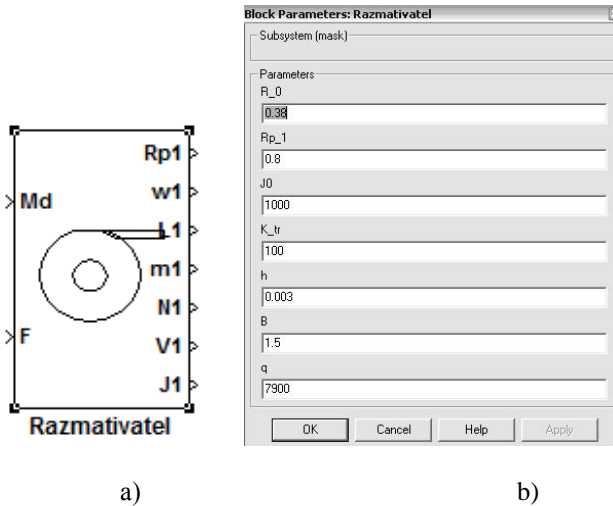 Rp1
w1
Md
L1
m1
N1
F
V1
J1
Razmativatel
a)
Block Parameters: Razmativatel
Subsystem (mask)
Parameters
R_0
0.38
Rp_1
0.8
J0
1000
K_tr
100
h
0.003
B
1.5
q
7900
OK Cancel Help Apply
b)